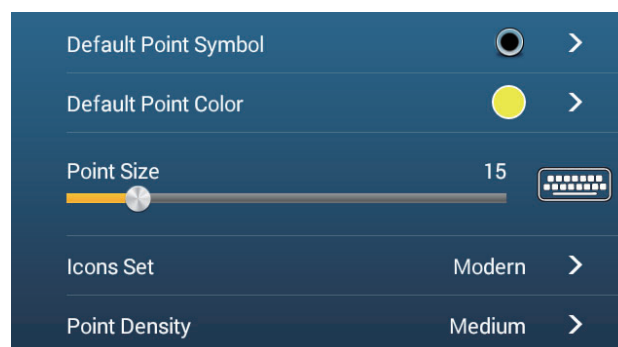 Default Point Symbol
Default Point Color
Point Size 15
Icons Set Modern
Point Density Medium